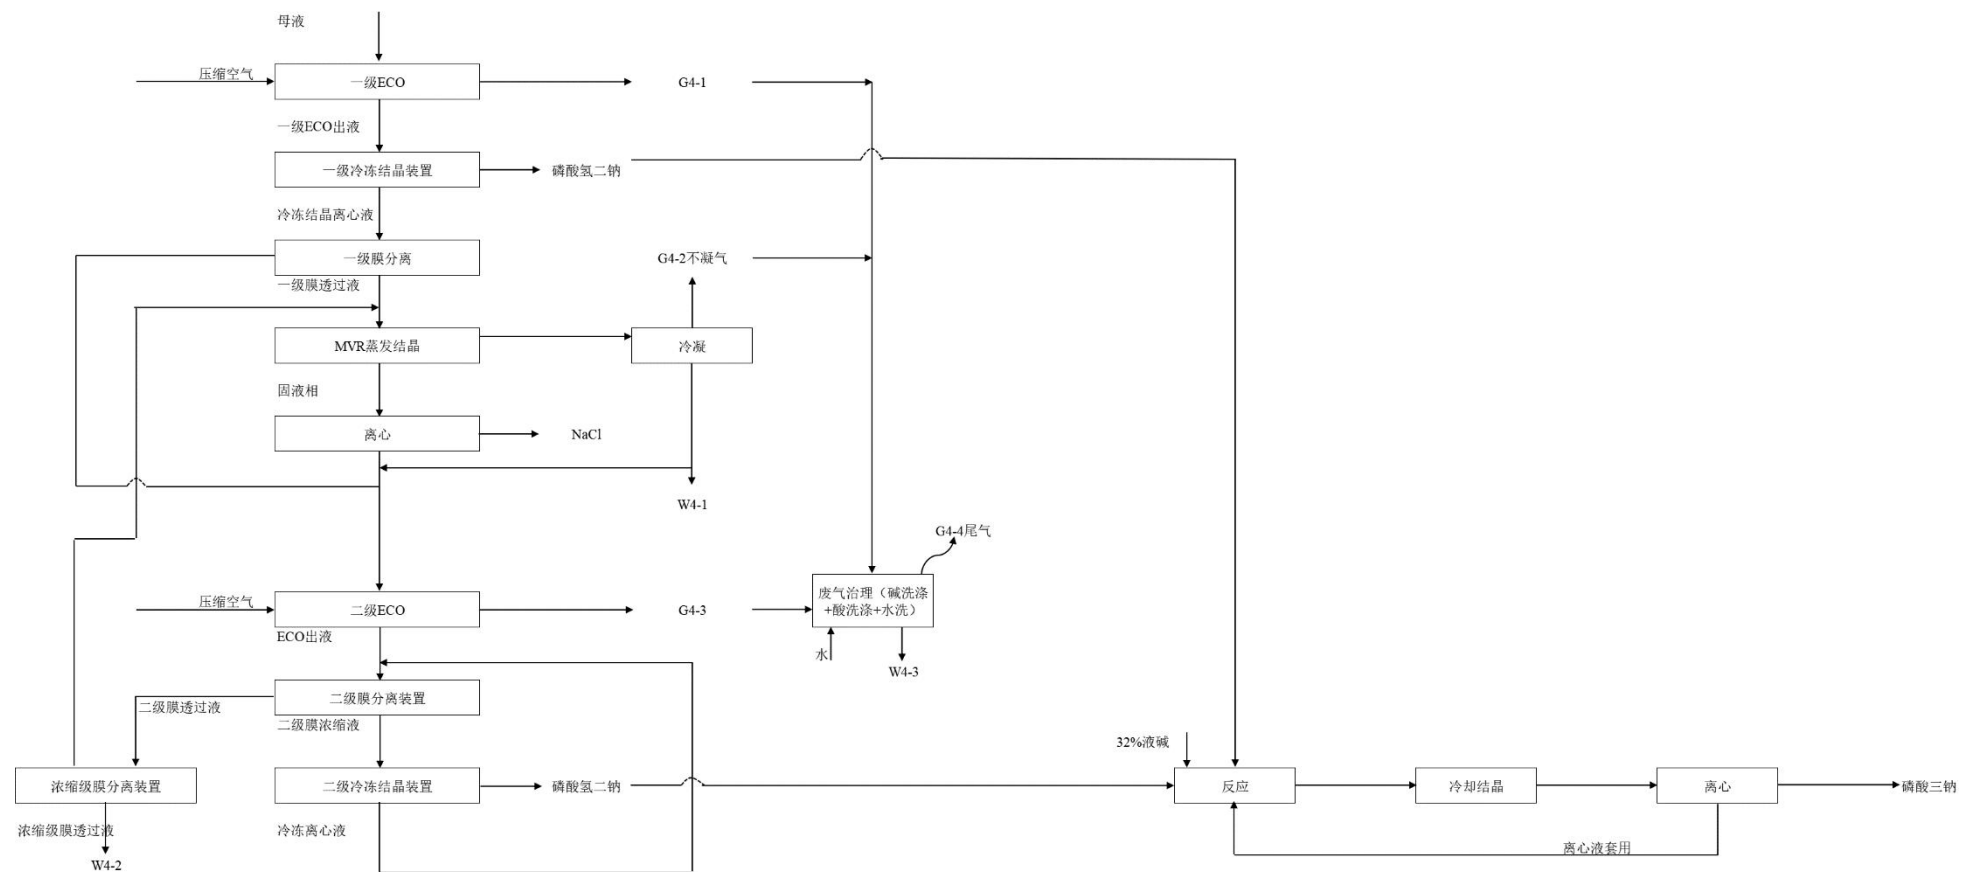 母液
压缩空气
一级ECO
G4-1
一级ECO出液
一级冷冻结晶装置
磷酸氢二钠
冷冻结晶离心液
一级膜分离
G4-2不凝气
一级膜透过液
MVR蒸发结晶
冷凝
固液相
离心
NaCl
W4-1
G4-4尾气
压缩空气
二级ECO
G4-3
废气治理（碱洗涤
+酸洗涤+水洗）
ECO出液
水
W4-3
二级膜分离装置
二级膜透过液
二级膜浓缩液
32%液碱
浓缩级膜分离装置
二级冷冻结晶装置
磷酸氢二钠
反应
冷却结晶
离心
磷酸三钠
浓缩级膜透过液
冷冻离心液
离心液套用
W4-2